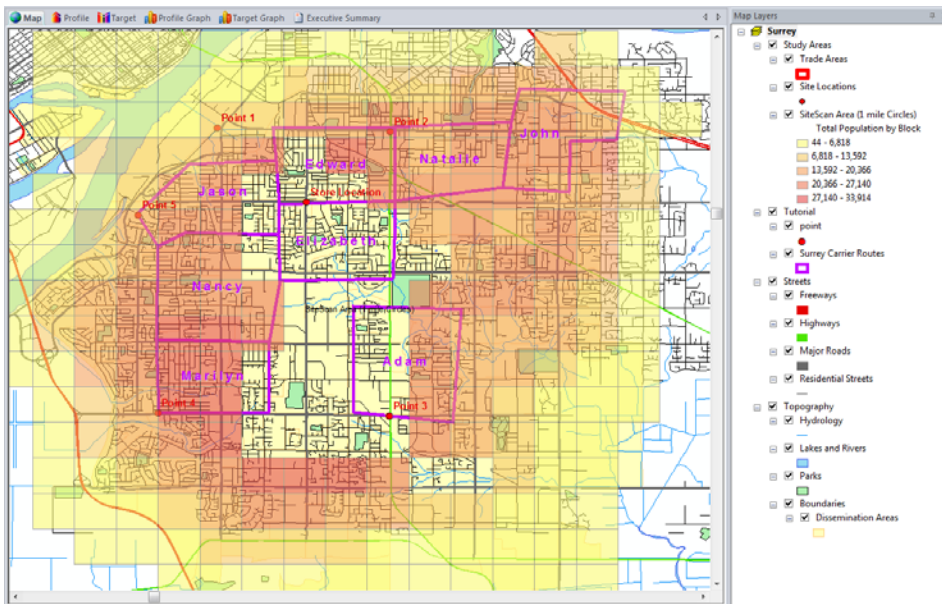 Map
Profile
Target
Profile Graph
Target Graph
Executive Summary
Point 1
Point 2
John
Edward
Natalie
Jason
Store Location
Point 5
Elizabeth
Nancy
Adam
Marilyn
Point 4
Point 3
Map Layers
Surrey
Study Areas
Trade Areas
Site Locations
SiteScan Area (1 mile Circles)
Total Population by Block
44 - 6,818
6,818 - 13,592
13,592 - 20,366
20,366 - 27,140
27,140 - 33,914
Tutorial
point
Surrey Carrier Routes
Streets
Freeways
Highways
Major Roads
Residential Streets
Topography
Hydrology
Lakes and Rivers
Parks
Boundaries
Dissemination Areas